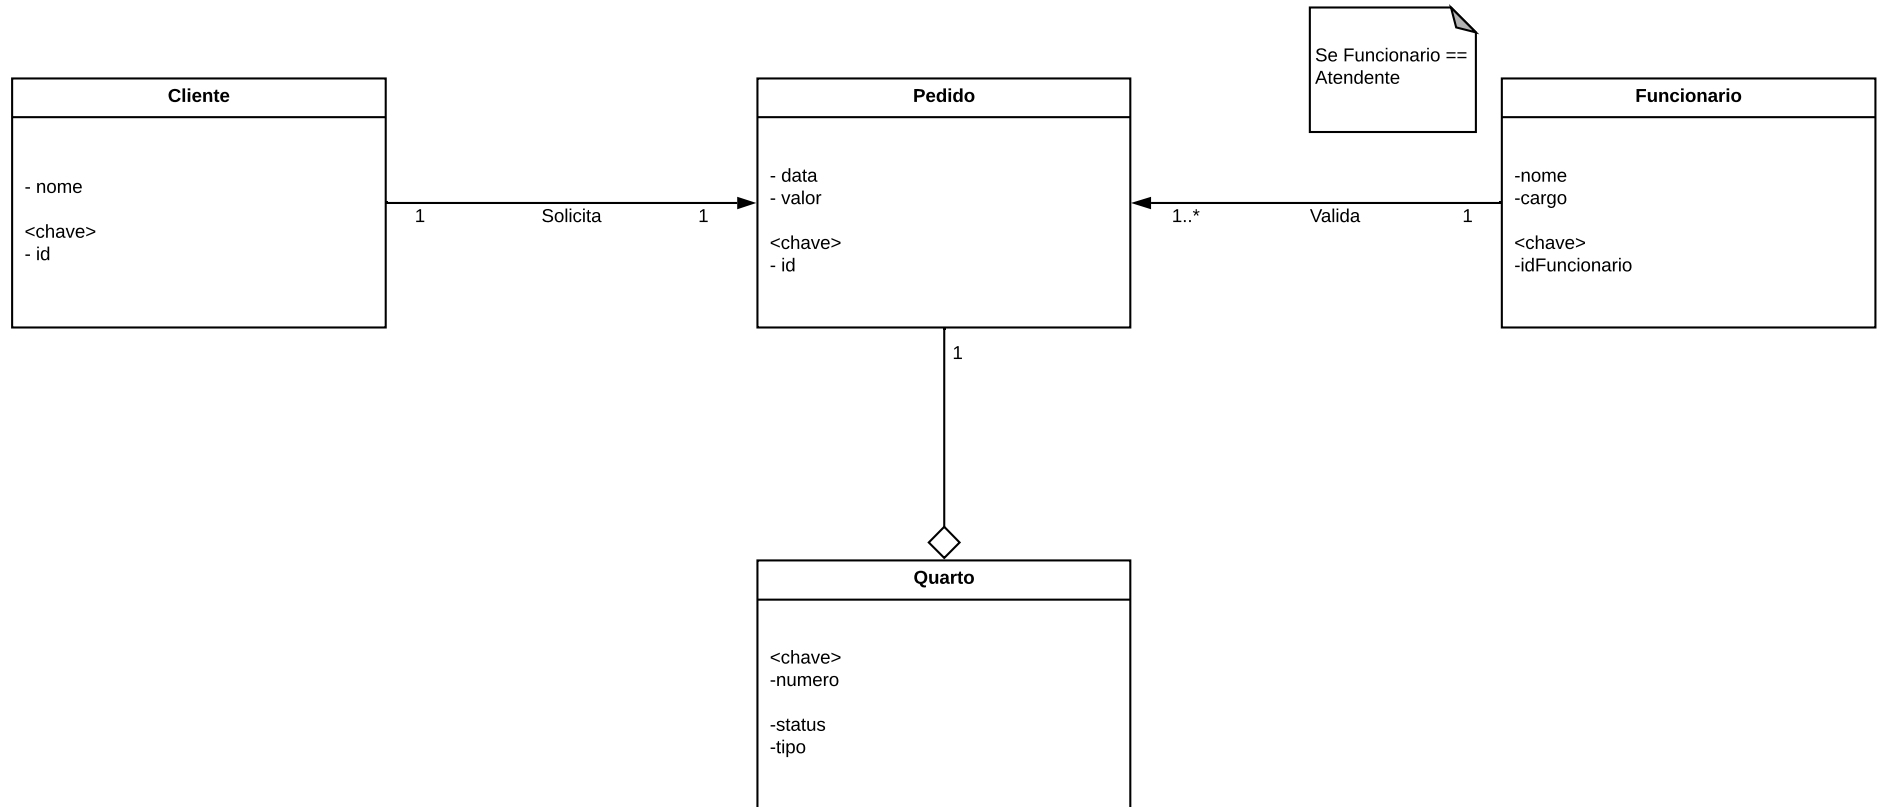 Cliente
- nome
<chave>
- id
1
Solicita
1
Pedido
- data
- valor
<chave>
- id
1..*
Valida
1
Se Funcionario ==
Atendente
Funcionario
-nome
-cargo
<chave>
-idFuncionario
1
Quarto
<chave>
-numero
-status
-tipo